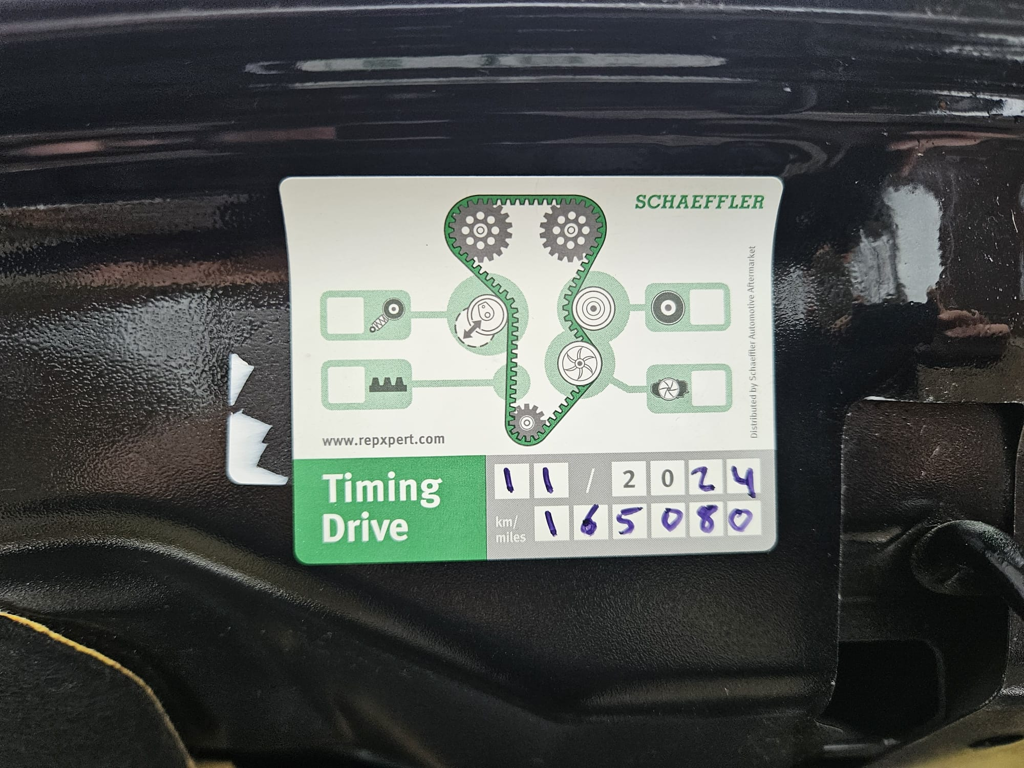 SCHAEFFLER
Distributed by Schaeffler Automotive Aftermarket
www.repxpert.com
Timing
Drive
11 / 2024
km/
miles
165080